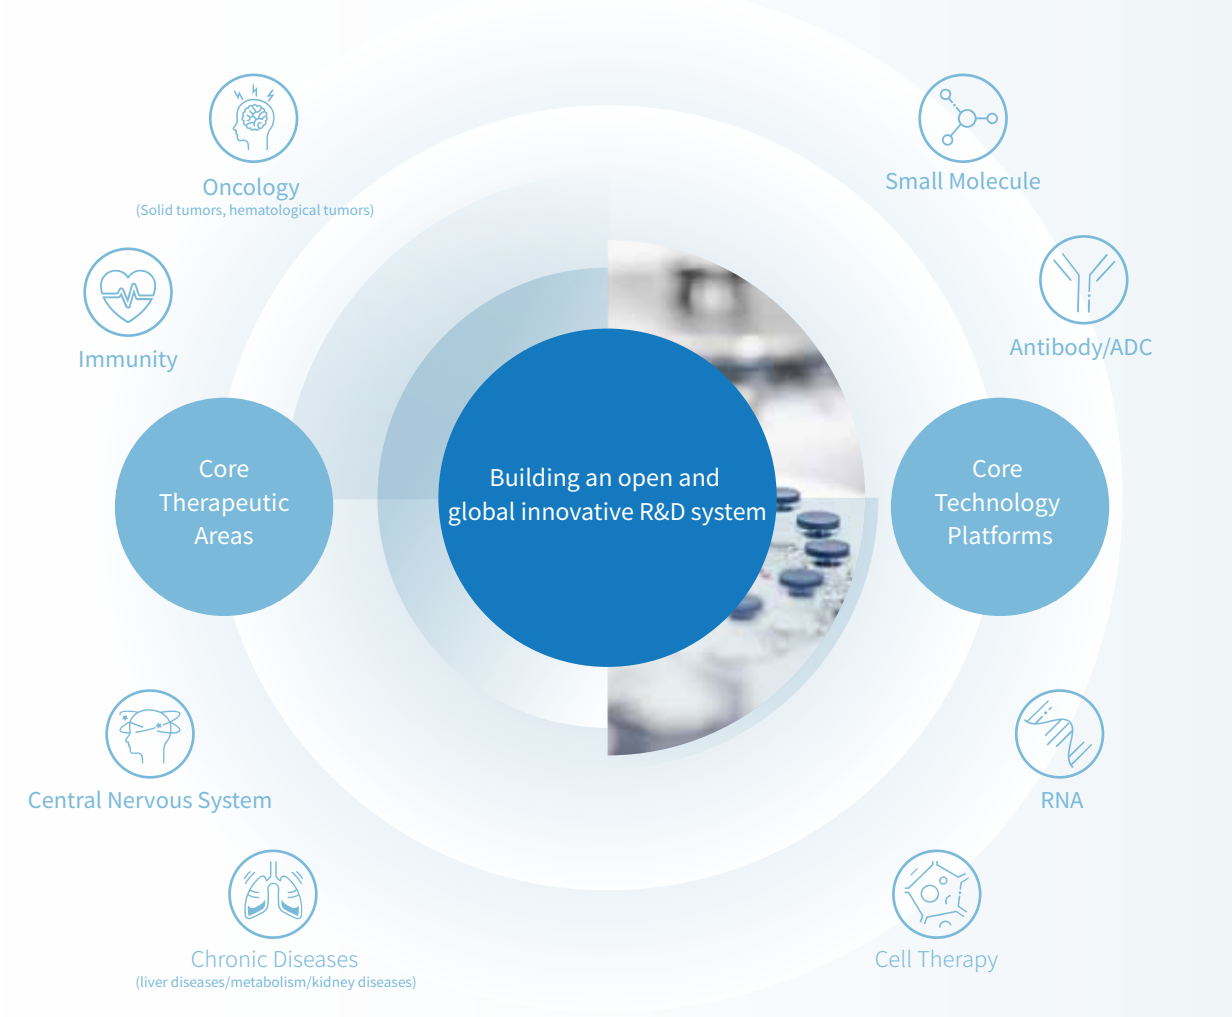 Oncology
(Solid tumors, hematological tumors)
Immunity
Core
Therapeutic
Areas
Central Nervous System
Chronic Diseases
(liver diseases/metabolism/kidney diseases)
Building an open and
global innovative R&D system
Small Molecule
Antibody/ADC
Core
Technology
Platforms
RNA
Cell Therapy